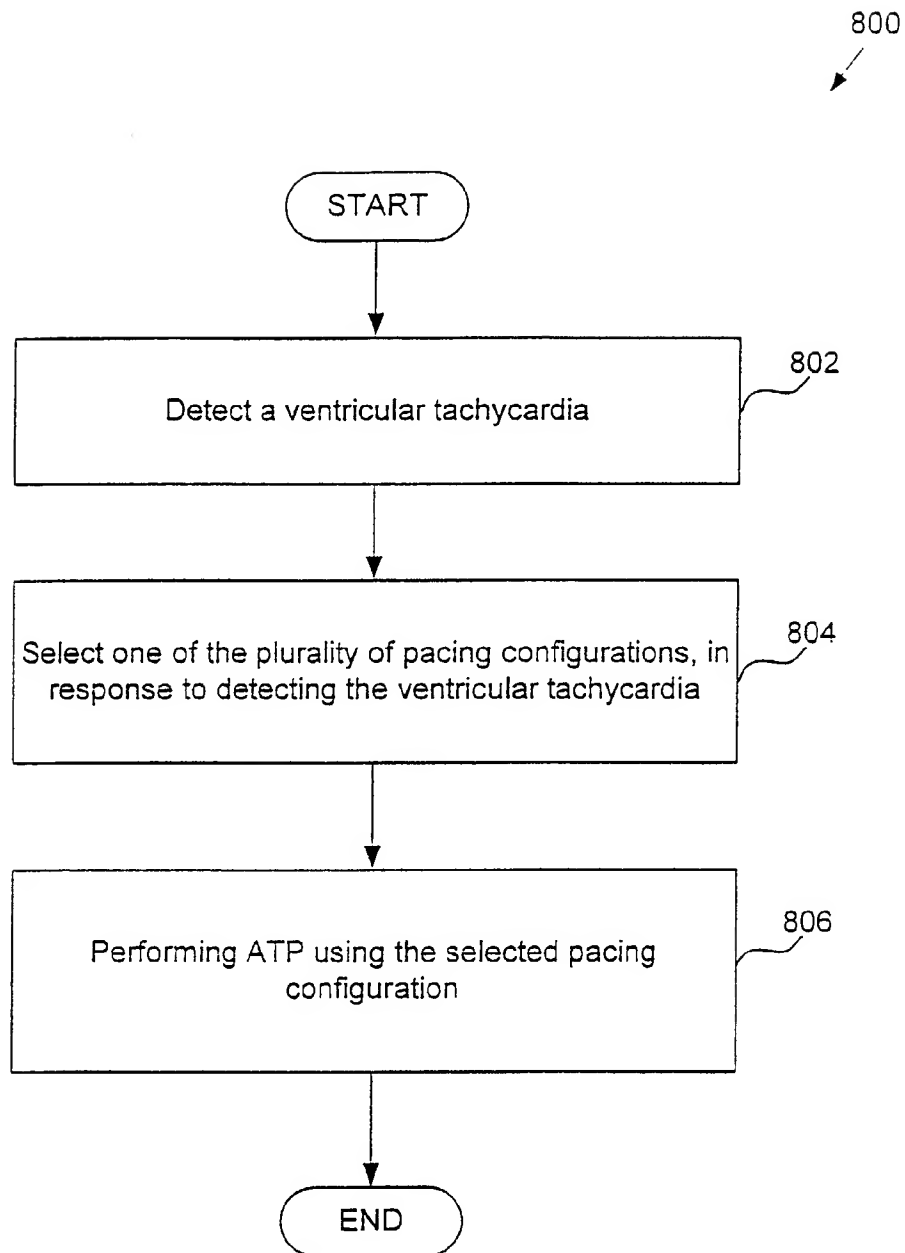 800
START
802
Detect a ventricular tachycardia
804
Select one of the plurality of pacing configurations, in
response to detecting the ventricular tachycardia
806
Performing ATP using the selected pacing
configuration
END